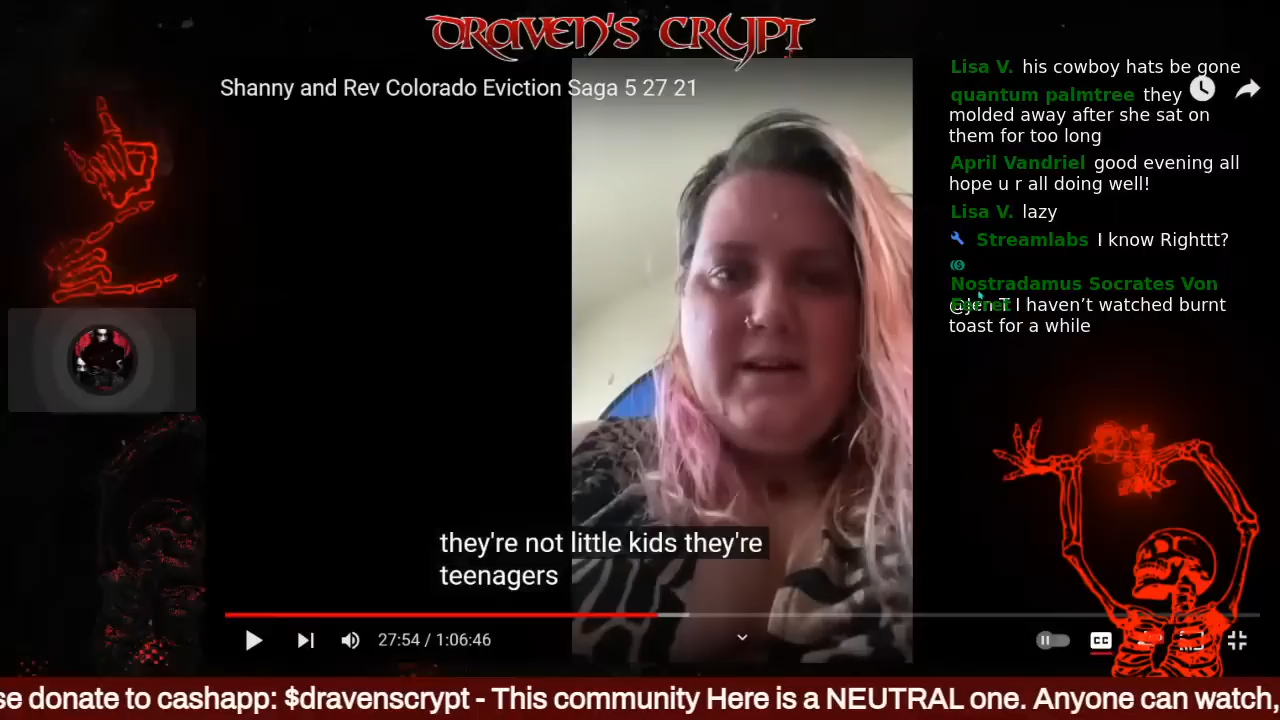 DRAVEN'S CRYPT
Shanny and Rev Colorado Eviction Saga 5 27 21
Lisa V. his cowboy hats be gone
quantum palmtree they
molded away after she sat on
them for too long
April Vandriel good evening all
hope u r all doing well!
Lisa V. lazy
Streamlabs I know Righttt?
Nostradamus Socrates Von
Ferret
@Jen T I haven't watched burnt
toast for a while
they're not little kids they're
teenagers
27:54 / 1:06:46
CC
se donate to cashapp: $dravenscrypt - This community Here is a NEUTRAL one. Anyone can watch,